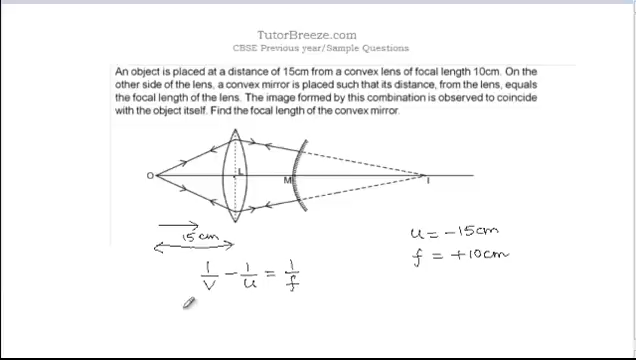 TutorBreeze.com
CBSE Previous year/Sample Questions
An object is placed at a distance of 15cm from a convex lens of focal length 10cm. On the
other side of the lens, a convex mirror is placed such that its distance, from the lens, equals
the focal length of the lens. The image formed by this combination is observed to coincide
with the object itself. Find the focal length of the convex mirror.
O L M I
15 cm
u = -15cm
f = +10cm
1/v - 1/u = 1/f